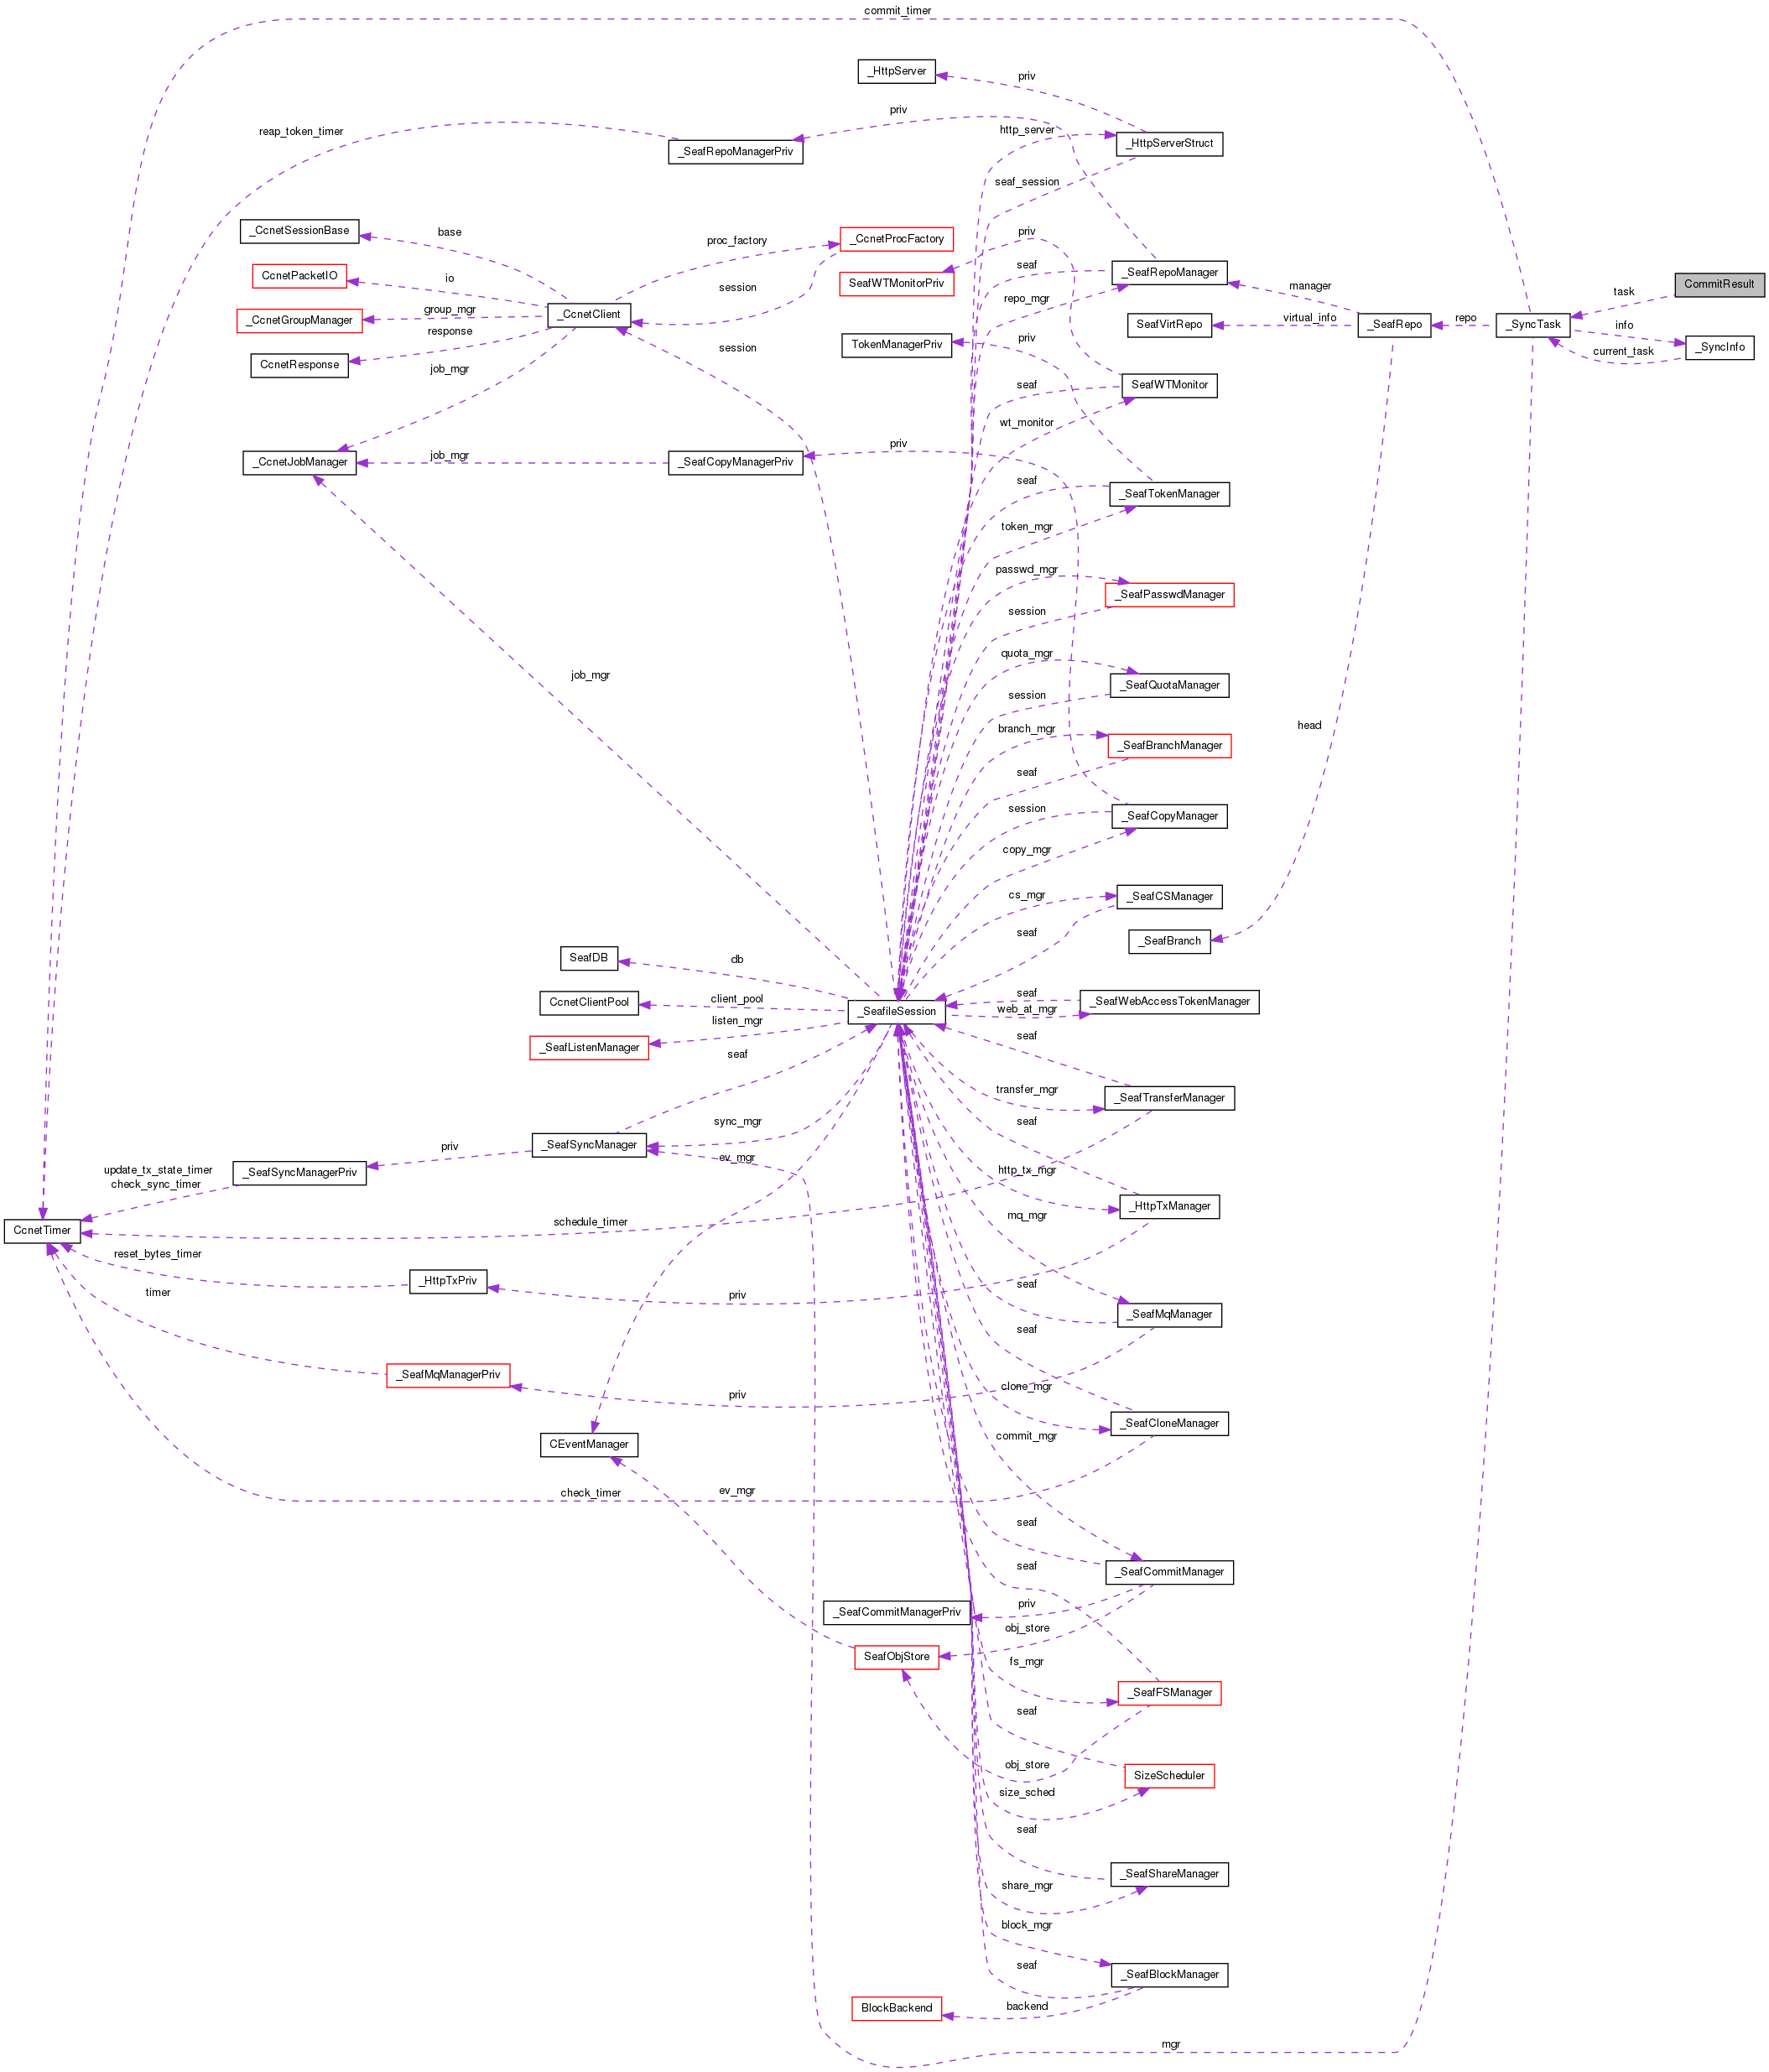 commit_timer
_HttpServer
priv
priv
reap_token_timer
http_server
_HttpServerStruct
_SeafRepoManagerPriv
seaf_session
_CcnetSessionBase
base
proc_factory
_CcnetProcFactory
priv
CcnetPacketIO
io
session
SeafWTMonitorPriv
seaf
_SeafRepoManager
manager
task
CommitResult
repo_mgr
_CcnetGroupManager
group_mgr
_CcnetClient
SeafVirtRepo
virtual_info
_SeafRepo
repo
_SyncTask
info
response
priv
TokenManagerPriv
session
current_task
_SyncInfo
CcnetResponse
job_mgr
seaf
SeafWTMonitor
wt_monitor
priv
_CcnetJobManager
job_mgr
_SeafCopyManagerPriv
seaf
_SeafTokenManager
token_mgr
passwd_mgr
_SeafPasswdManager
session
quota_mgr
job_mgr
_SeafQuotaManager
session
branch_mgr
head
_SeafBranchManager
seaf
session
_SeafCopyManager
copy_mgr
cs_mgr
_SeafCSManager
seaf
_SeafBranch
SeafDB
db
seaf
CcnetClientPool
client_pool
_SeafileSession
web_at_mgr
_SeafWebAccessTokenManager
listen_mgr
_SeafListenManager
seaf
seaf
transfer_mgr
_SeafTransferManager
sync_mgr
seaf
_SeafSyncManager
priv
ev_mgr
update_tx_state_timer
check_sync_timer
_SeafSyncManagerPriv
http_tx_mgr
_HttpTxManager
mq_mgr
CcnetTimer
schedule_timer
reset_bytes_timer
_HttpTxPriv
timer
priv
seaf
_SeafMqManager
seaf
_SeafMqManagerPriv
priv
clone_mgr
_SeafCloneManager
commit_mgr
CEventManager
check_timer
ev_mgr
seaf
seaf
_SeafCommitManager
_SeafCommitManagerPriv
priv
obj_store
SeafObjStore
fs_mgr
_SeafFSManager
seaf
obj_store
SizeScheduler
size_sched
seaf
_SeafShareManager
share_mgr
block_mgr
seaf
_SeafBlockManager
BlockBackend
backend
mgr